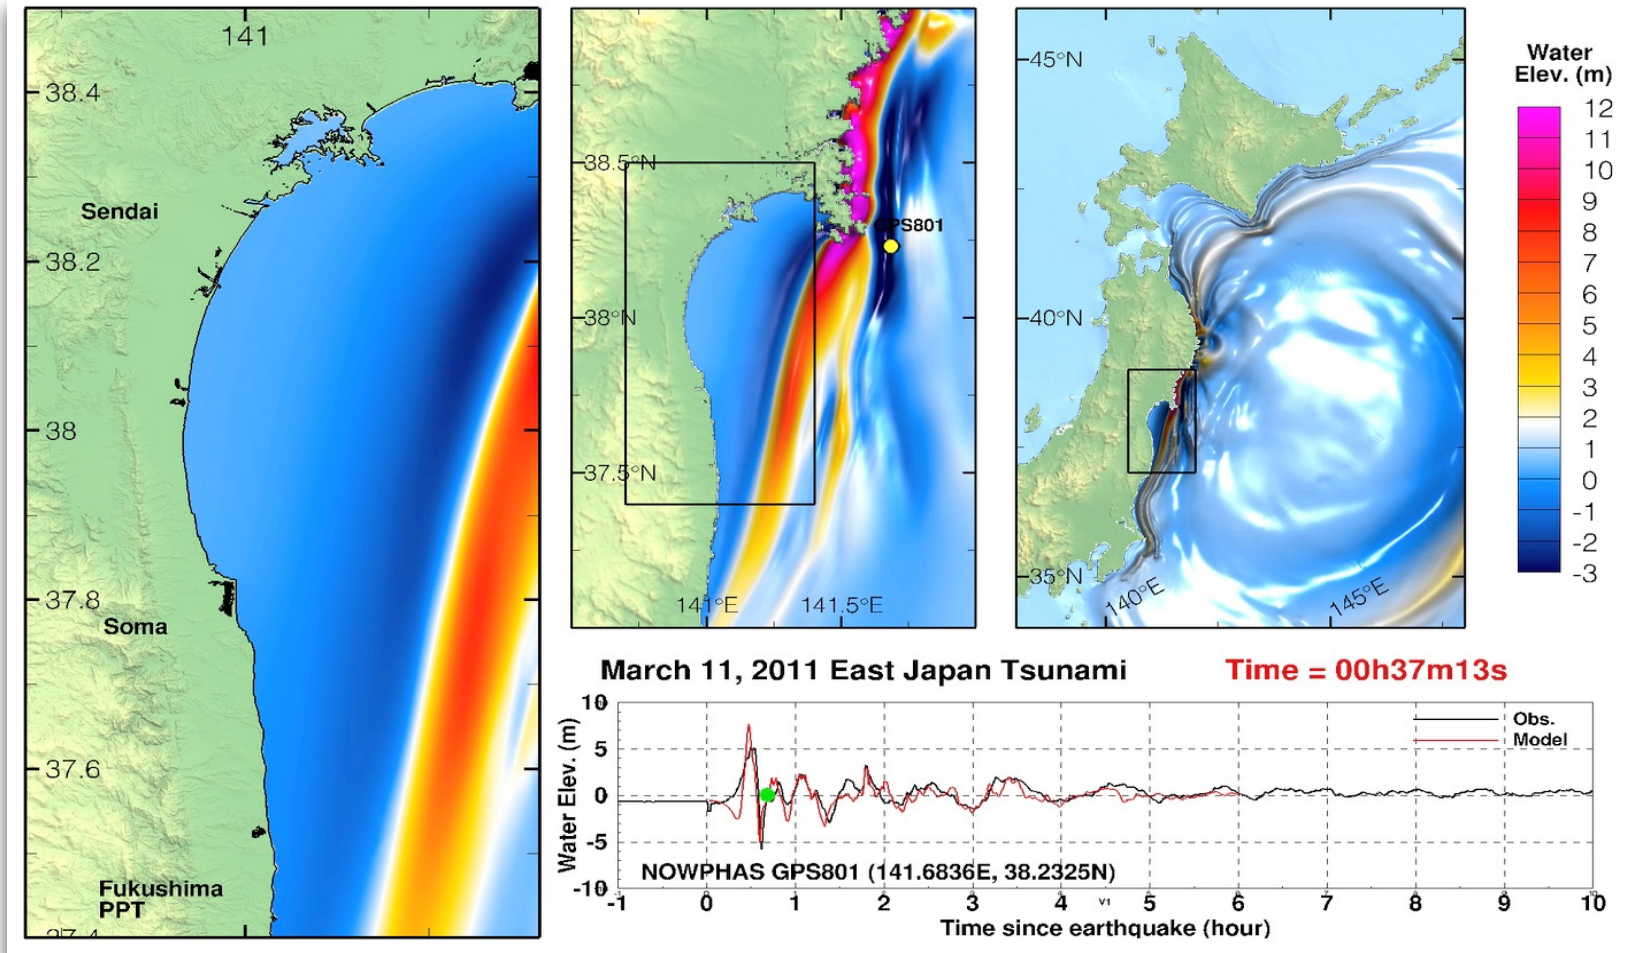 141
38.4
38.2
38
37.8
37.6
37.4
Sendai
Soma
Fukushima
PPT
38.5°N
38°N
37.5°N
141°E
141.5°E
GPS801
45°N
40°N
35°N
140°E
145°E
Water
Elev. (m)
12
11
10
9
8
7
6
5
4
3
2
1
0
-1
-2
-3
March 11, 2011 East Japan Tsunami
Time = 00h37m13s
Water Elev. (m)
10
5
0
-5
-10
Obs.
Model
NOWPHAS GPS801 (141.6836E, 38.2325N)
-1 0 1 2 3 4 V1 5 6 7 8 9 10
Time since earthquake (hour)